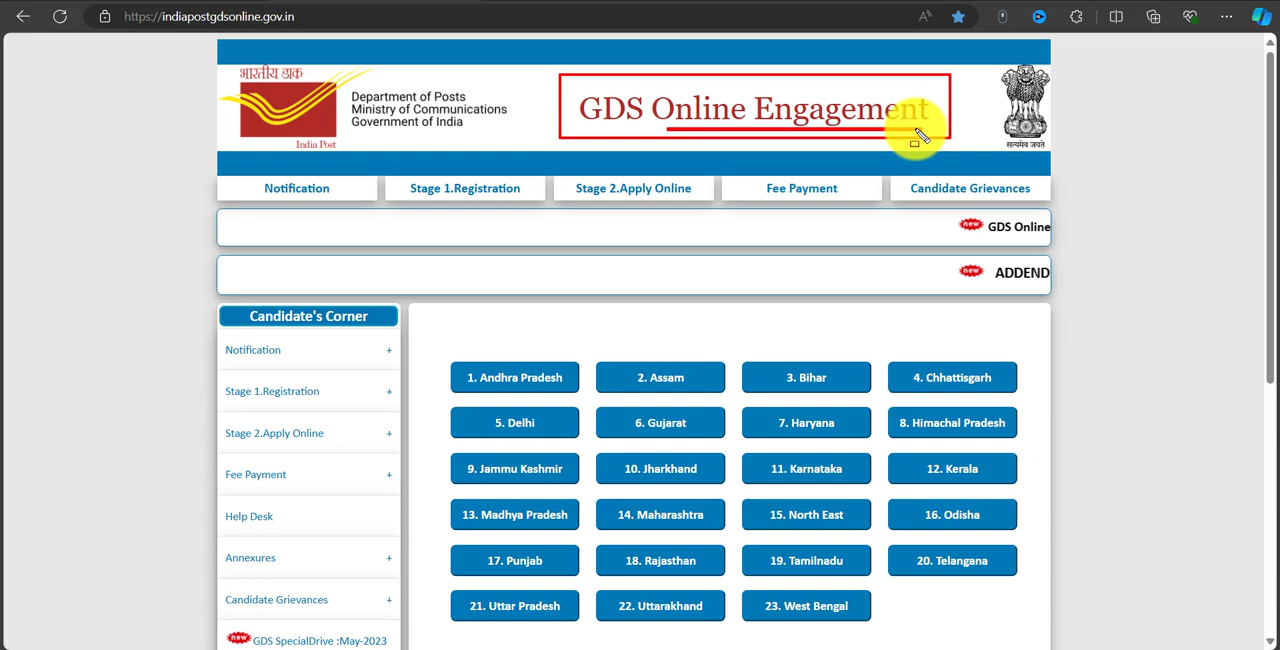 https://indiapostgdsonline.gov.in
भारतीय डाक
India Post
Department of Posts
Ministry of Communications
Government of India
GDS Online Engagement
सत्यमेव जयते
Notification
Stage 1.Registration
Stage 2.Apply Online
Fee Payment
Candidate Grievances
new GDS Online
new ADDEND
Candidate's Corner
Notification +
Stage 1.Registration +
Stage 2.Apply Online +
Fee Payment +
Help Desk
Annexures +
Candidate Grievances +
new GDS SpecialDrive :May-2023
1. Andhra Pradesh
2. Assam
3. Bihar
4. Chhattisgarh
5. Delhi
6. Gujarat
7. Haryana
8. Himachal Pradesh
9. Jammu Kashmir
10. Jharkhand
11. Karnataka
12. Kerala
13. Madhya Pradesh
14. Maharashtra
15. North East
16. Odisha
17. Punjab
18. Rajasthan
19. Tamilnadu
20. Telangana
21. Uttar Pradesh
22. Uttarakhand
23. West Bengal